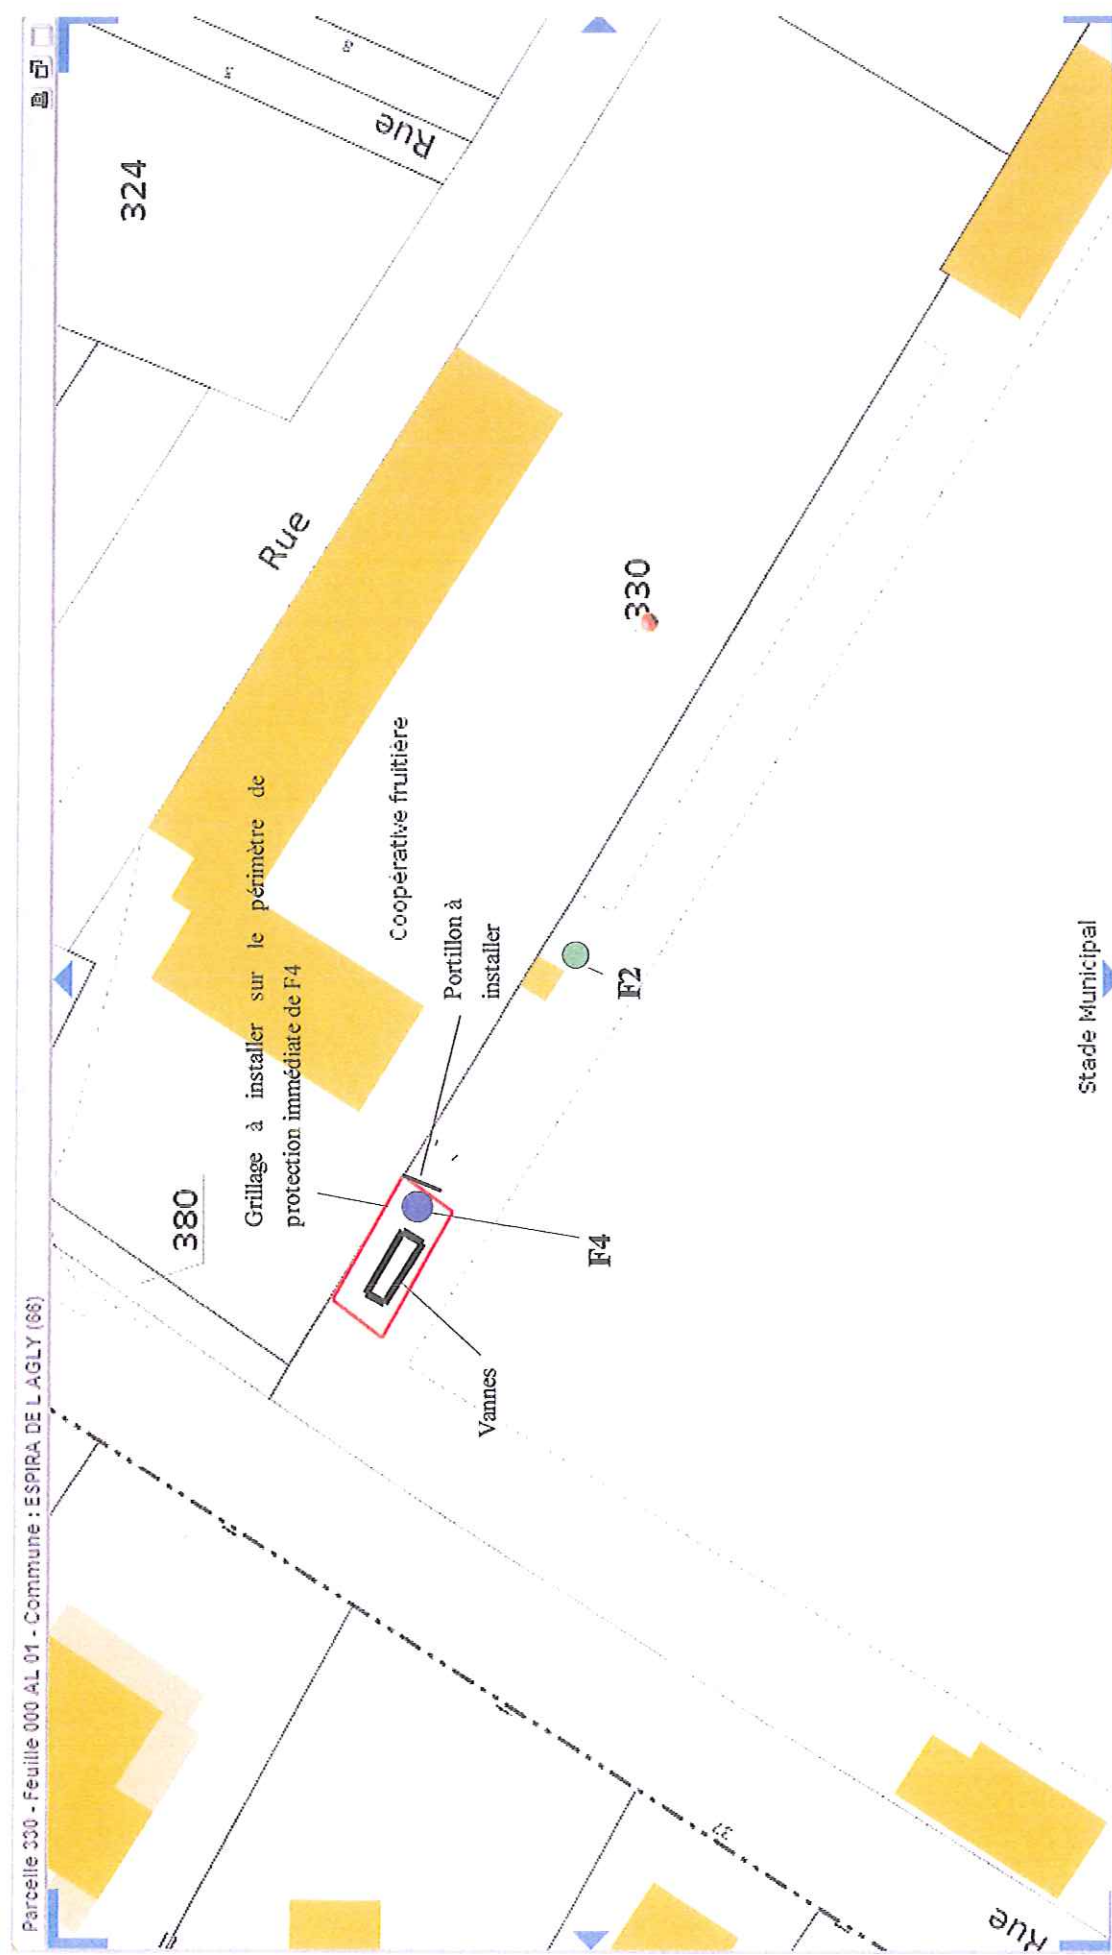 Parcelle 330 - Feuille 000 AL 01 - Commune : ESPIRA DE L AGLY (66)
324
Rue
380
Rue
Grillage à installer sur le périmètre de
protection immédiate de F4
Coopérative fruitière
Portillon à
installer
330
F2
F4
Vannes
Stade Municipal
37
Rue